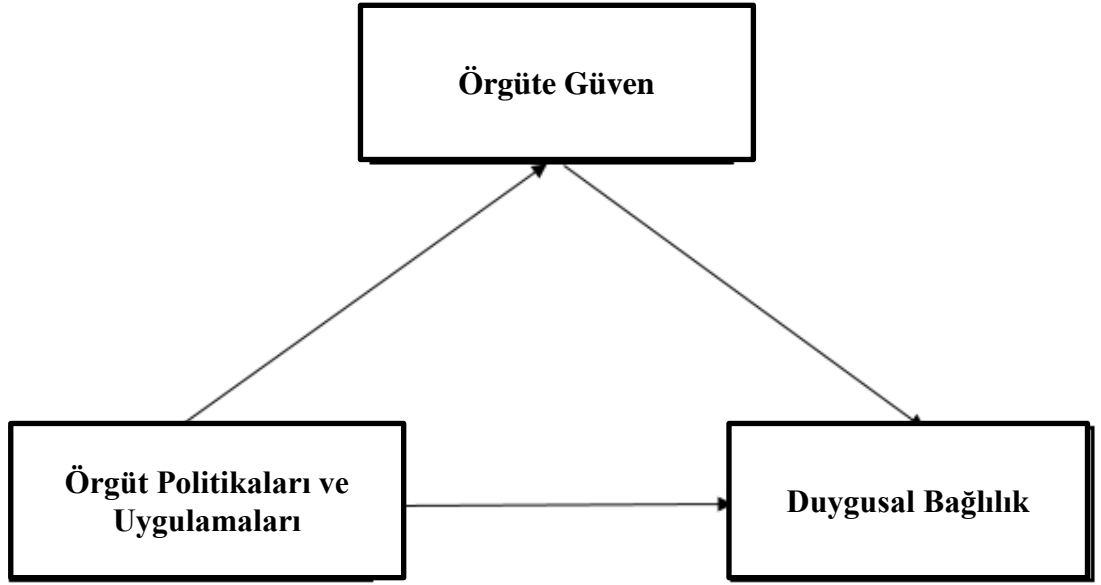 Örgüte Güven
Örgüt Politikaları ve
Uygulamaları
Duygusal Bağlılık